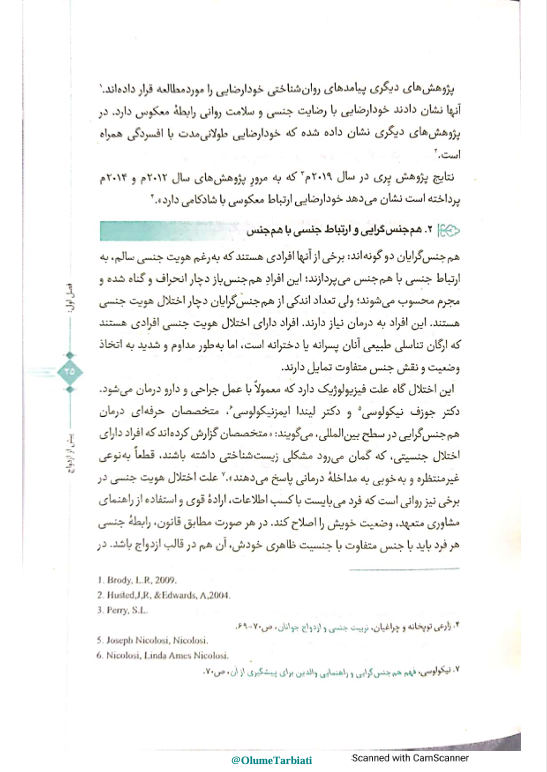 پژوهش‌های دیگری پیامدهای روان‌شناختی خودارضایی را موردمطالعه قرار داده‌اند.۱
آنها نشان دادند خودارضایی با رضایت جنسی و سلامت روانی رابطهٔ معکوس دارد. در
پژوهش‌های دیگری نشان داده شده که خودارضایی طولانی‌مدت با افسردگی همراه
است.۲
نتایج پژوهش پری در سال ۲۰۱۹م۳ که به مرور پژوهش‌های سال ۲۰۱۲م و ۲۰۱۴م
پرداخته است نشان می‌دهد خودارضایی ارتباط معکوسی با شادکامی دارد».۴
۲. هم‌جنس‌گرایی و ارتباط جنسی با هم‌جنس
هم‌جنس‌گرایان دو گونه‌اند: برخی از آنها افرادی هستند که به‌رغم هویت جنسی سالم، به
ارتباط جنسی با هم‌جنس می‌پردازند؛ این افراد هم‌جنس‌باز دچار انحراف و گناه شده و
مجرم محسوب می‌شوند؛ ولی تعداد اندکی از هم‌جنس‌گرایان دچار اختلال هویت جنسی
هستند. این افراد به درمان نیاز دارند. افراد دارای اختلال هویت جنسی افرادی هستند
که ارگان تناسلی طبیعی آنان پسرانه یا دخترانه است، اما به‌طور مداوم و شدید به اتخاذ
وضعیت و نقش جنس متفاوت تمایل دارند.
این اختلال گاه علت فیزیولوژیک دارد که معمولاً با عمل جراحی و دارو درمان می‌شود.
دکتر جوزف نیکولوسی۵ و دکتر لیندا ایمزنیکولوسی۶، متخصصان حرفه‌ای درمان
هم‌جنس‌گرایی در سطح بین‌المللی، می‌گویند: «متخصصان گزارش کرده‌اند که افراد دارای
اختلال جنسیتی، که گمان می‌رود مشکلی زیست‌شناختی داشته باشند، قطعاً به‌نوعی
غیرمنتظره و به‌خوبی به مداخلهٔ درمانی پاسخ می‌دهند».۷ علت اختلال هویت جنسی در
برخی نیز روانی است که فرد می‌بایست با کسب اطلاعات، ارادهٔ قوی و استفاده از راهنمای
مشاوری متعهد، وضعیت خویش را اصلاح کند. در هر صورت مطابق قانون، رابطهٔ جنسی
هر فرد باید با جنس متفاوت با جنسیت ظاهری خودش، آن هم در قالب ازدواج باشد. در
1. Brody, L.R, 2009.
2. Husted,J,R, &Edwards, A,2004.
3. Perry, S.L.
۴. زارعی توپخانه و چراغیان، تربیت جنسی و ازدواج جوانان، ص۷۰-۶۹.
5. Joseph Nicolosi, Nicolosi.
6. Nicolosi, Linda Ames Nicolosi.
۷. نیکولوسی، فهم هم‌جنس‌گرایی و راهنمایی والدین برای پیشگیری از آن، ص۷۰.
فصل اول:
۲۵
پیش از ازدواج
@OlumeTarbiati
Scanned with CamScanner